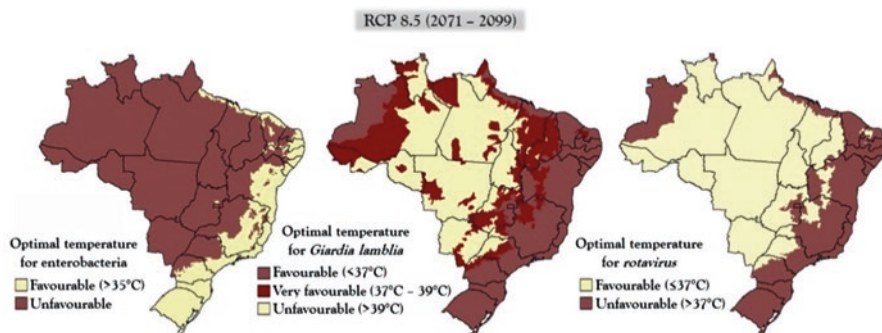 RCP 8.5 (2071 – 2099)
Optimal temperature
for enterobacteria
Favourable (>35°C)
Unfavourable
Optimal temperature
for Giardia lamblia
Favourable (<37°C)
Very favourable (37°C – 39°C)
Unfavourable (>39°C)
Optimal temperature
for rotavirus
Favourable (≤37°C)
Unfavourable (>37°C)